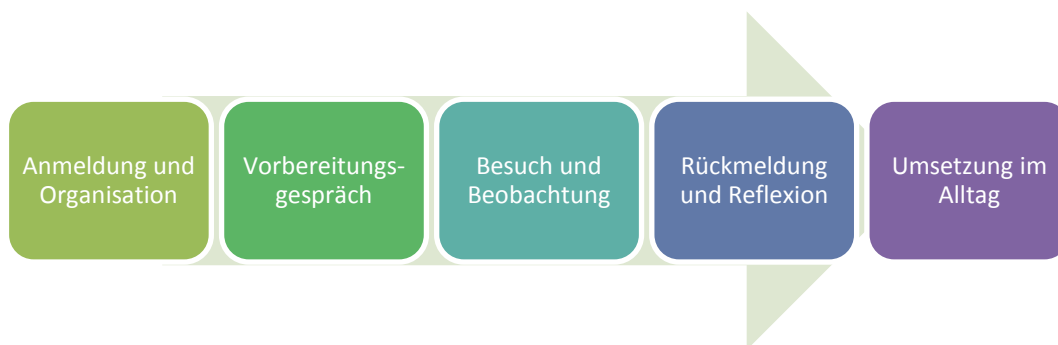 Anmeldung und
Organisation
Vorbereitungs-
gespräch
Besuch und
Beobachtung
Rückmeldung
und Reflexion
Umsetzung im
Alltag